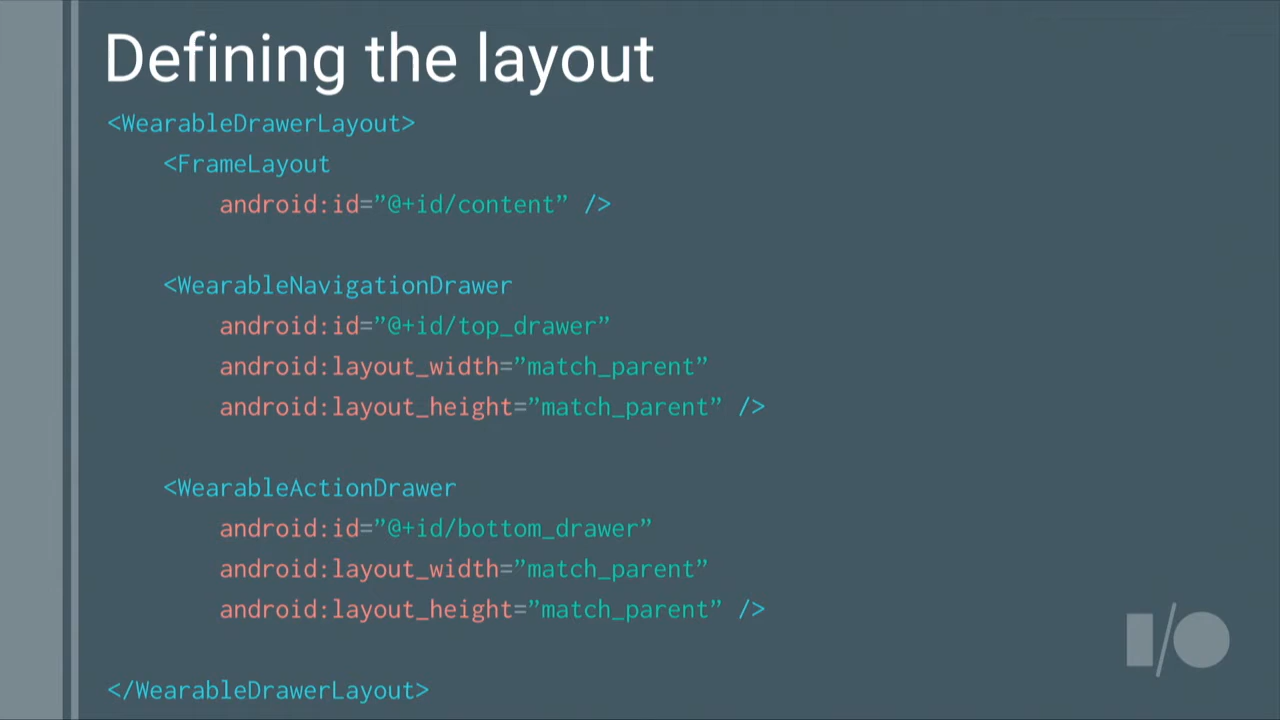 Defining the layout
<WearableDrawerLayout>
<FrameLayout
android:id=”@+id/content” />
<WearableNavigationDrawer
android:id=”@+id/top_drawer”
android:layout_width=”match_parent”
android:layout_height=”match_parent” />
<WearableActionDrawer
android:id=”@+id/bottom_drawer”
android:layout_width=”match_parent”
android:layout_height=”match_parent” />
</WearableDrawerLayout>
I/O